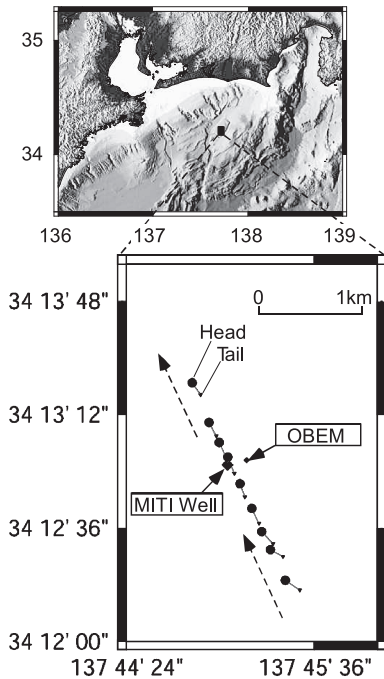 35
34
136
137
138
139
34 13' 48"
0
1km
Head
Tail
34 13' 12"
OBEM
MITI Well
34 12' 36"
34 12' 00"
137 44' 24"
137 45' 36"